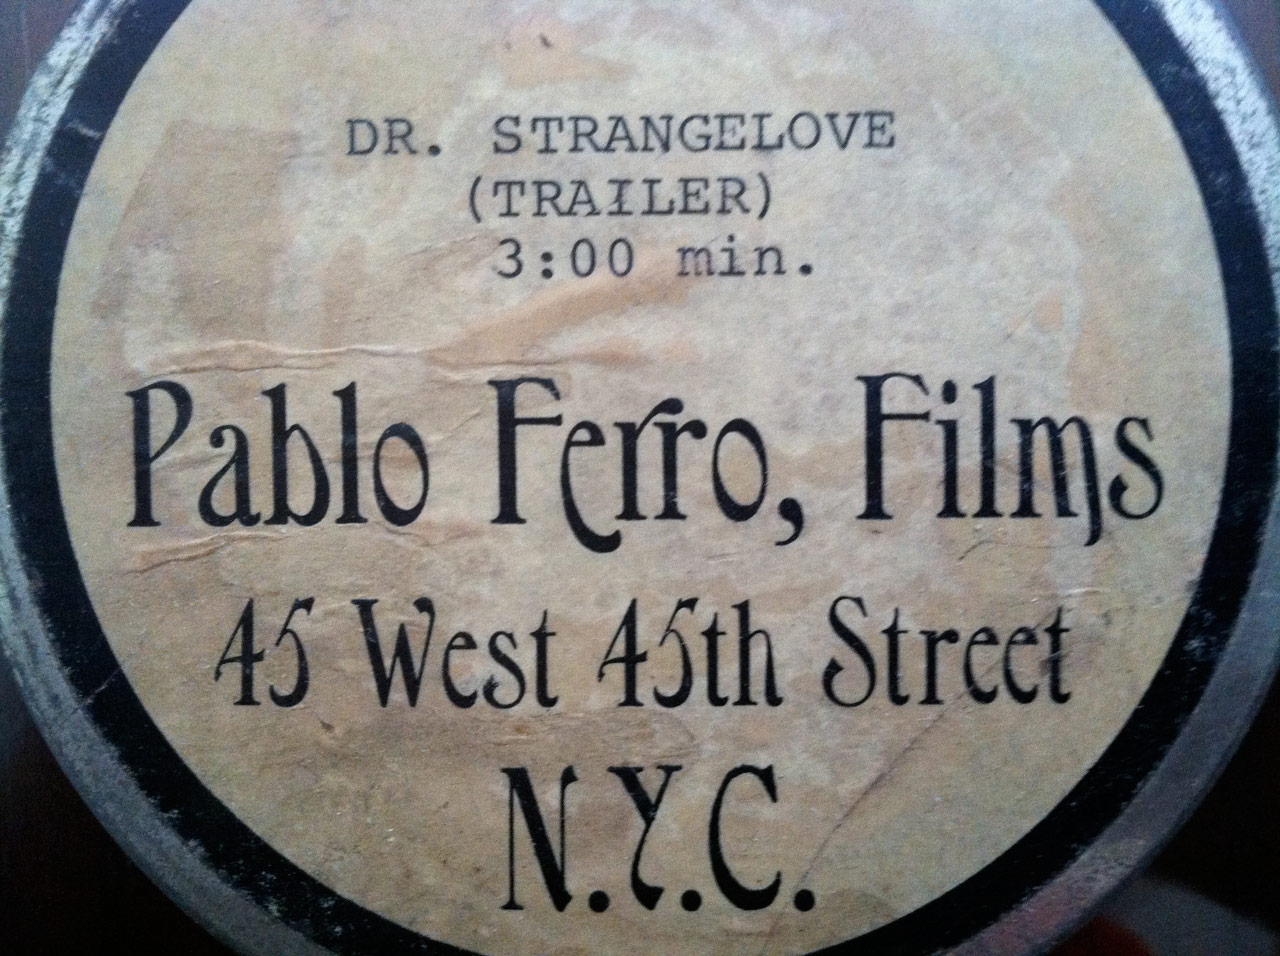 DR. STRANGELOVE
(TRAILER)
3:00 min.
Pablo Ferro, Films
45 West 45th Street
N.Y.C.